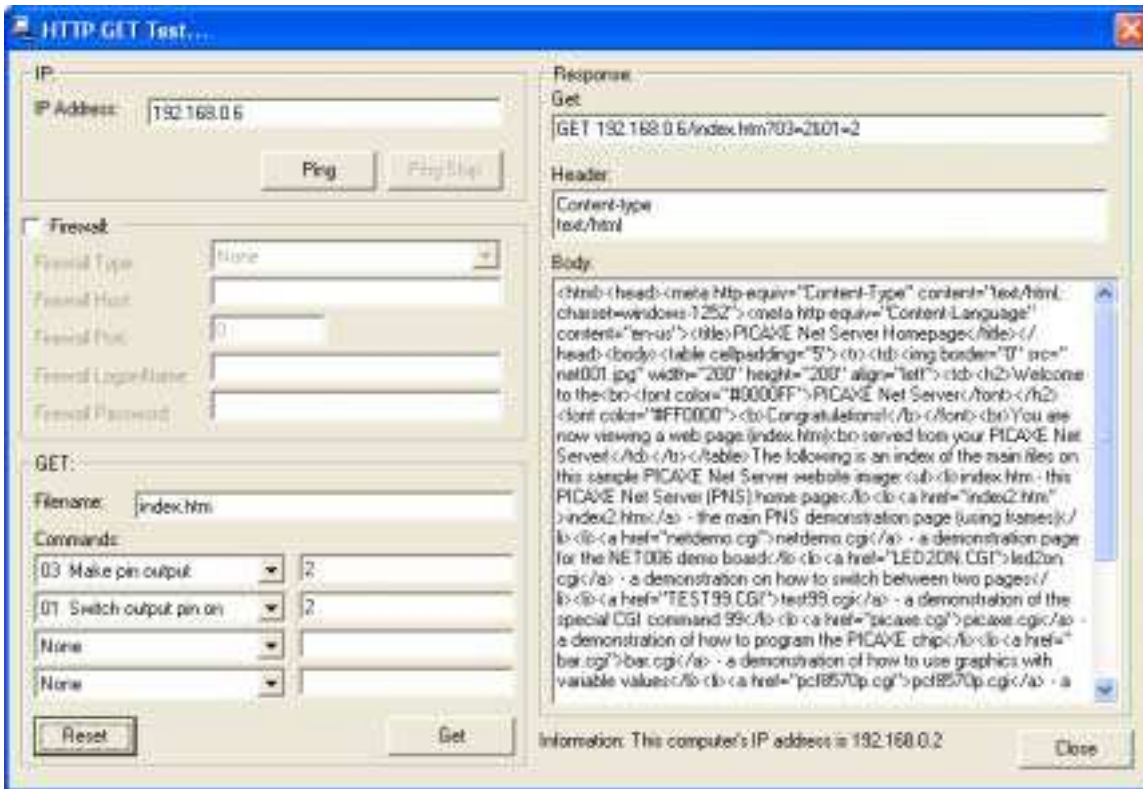 HTTP GET Test...
IP:
IP Address:
192.168.0.6
Ping
Ping Stop
Firewall:
Firewall Type:
None
Firewall Host:
Firewall Port:
0
Firewall Login Name:
Firewall Password:
GET:
Filename:
index.htm
Commands:
03 Make pin output
2
01 Switch output pin on
2
None
None
Reset
Get
Response:
Get:
GET 192.168.0.6/index.htm?03=2&01=2
Header:
Content-type
text/html
Body:
<html><head><meta http-equiv="Content-Type" content="text/html;
charset=windows-1252"><meta http-equiv="Content-Language"
content="en-us"><title>PICAXE Net Server Homepage</title></
head><body><table cellpadding="5"><tr><td><img border="0" src="
net001.jpg" width="200" height="200" align="left"><td><h2>Welcome
to the<br><font color="#0000FF">PICAXE Net Server</font></h2>
<font color="#FF0000"><b>Congratulations!</b></font><br>You are
now viewing a web page (index.htm)<br>served from your PICAXE Net
Server!</td></tr></table>The following is an index of the main files on
this sample PICAXE Net Server website image:<ul><li>index.htm - this
PICAXE Net Server (PNS) home page</li><li><a href="index2.htm"
>index2.htm</a> - the main PNS demonstration page (using frames)</
li><li><a href="netdemo.cgi">netdemo.cgi</a> - a demonstration page
for the NET006 demo board</li><li><a href="LED2ON.CGI">led2on.
cgi</a> - a demonstration on how to switch between two pages</
li><li><a href="TEST99.CGI">test99.cgi</a> - a demonstration of the
special CGI command 99</li><li><a href="picaxe.cgi">picaxe.cgi</a> -
a demonstration of how to program the PICAXE chip</li><li><a href="
bar.cgi">bar.cgi</a> - a demonstration of how to use graphics with
variable values</li><li><a href="pcf8570p.cgi">pcf8570p.cgi</a> - a
Information: This computer's IP address is 192.168.0.2
Close